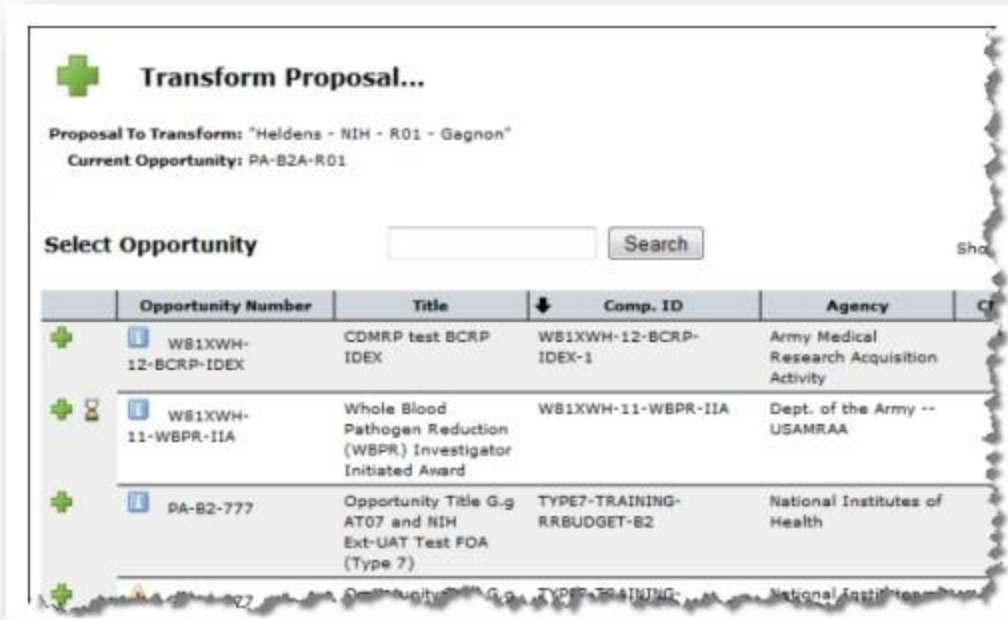 Transform Proposal...
Proposal To Transform: "Heldens - NIH - R01 - Gagnon"
Current Opportunity: PA-B2A-R01
Select Opportunity Search Sho
Opportunity Number Title Comp. ID Agency
W81XWH- CDMRP test BCRP W81XWH-12-BCRP- Army Medical
12-BCRP-IDEX IDEX IDEX-1 Research Acquisition
Activity
W81XWH- Whole Blood W81XWH-11-WBPR-IIA Dept. of the Army --
11-WBPR-IIA Pathogen Reduction USAMRAA
(WBPR) Investigator
Initiated Award
PA-B2-777 Opportunity Title G.g TYPE7-TRAINING- National Institutes of
AT07 and NIH RRBUDGET-B2 Health
Ext-UAT Test FOA
(Type 7)